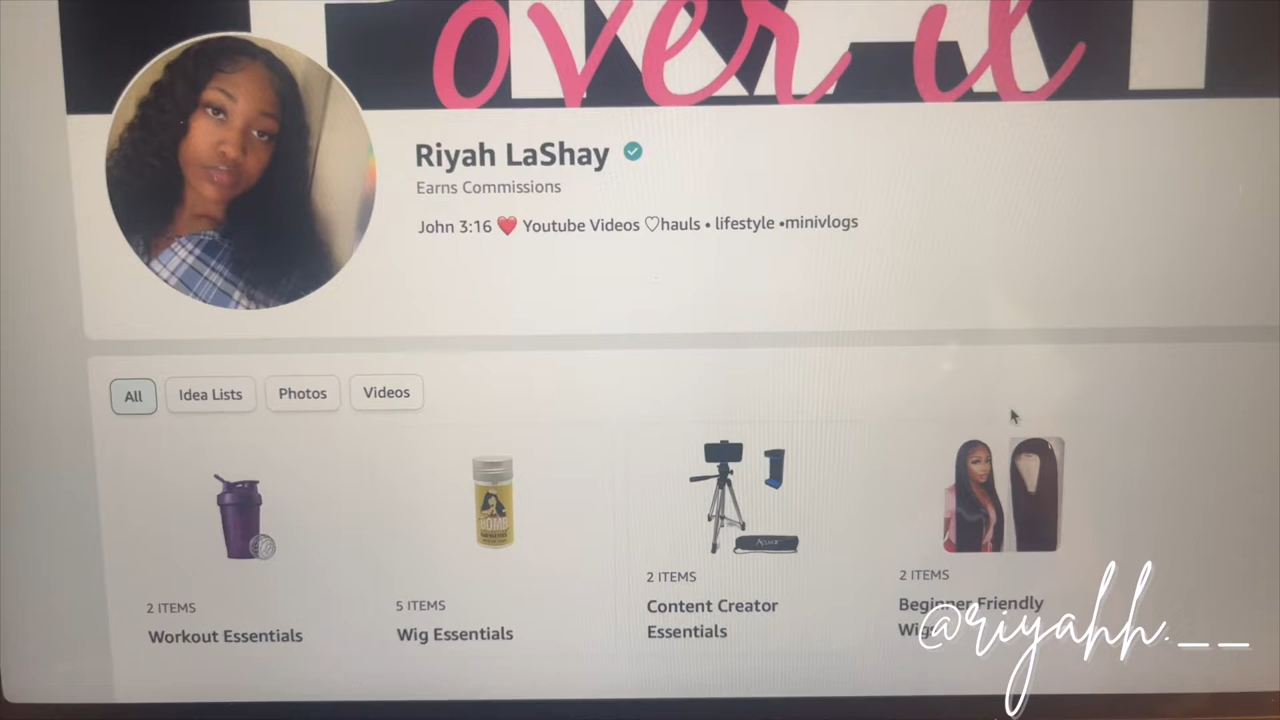 over it
Riyah LaShay
Earns Commissions
John 3:16 ❤️ Youtube Videos ♡hauls • lifestyle •minivlogs
All
Idea Lists
Photos
Videos
BOMB
2 ITEMS
Workout Essentials
5 ITEMS
Wig Essentials
2 ITEMS
Content Creator
Essentials
2 ITEMS
Beginner Friendly
Wigs
@riyahh.__